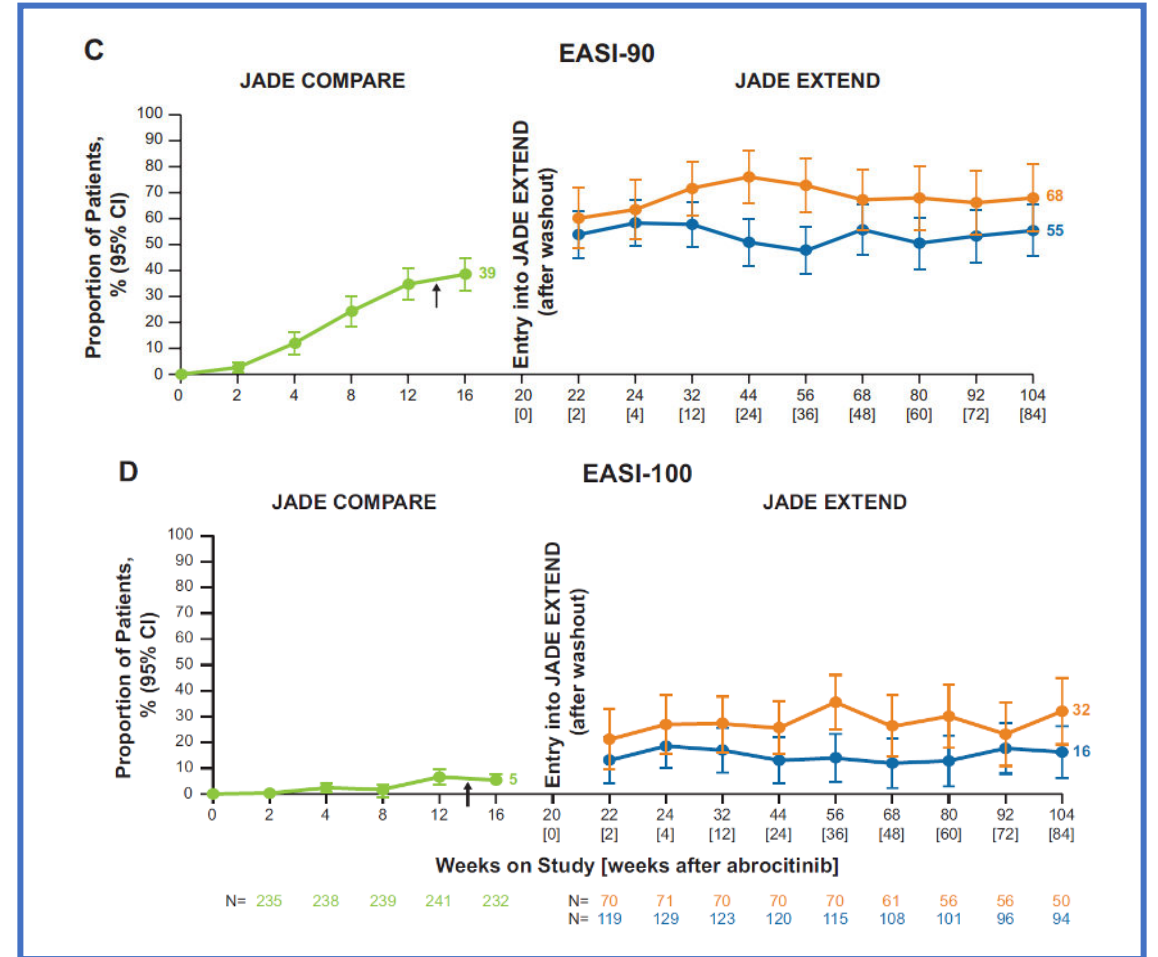 C
EASI-90
JADE COMPARE
JADE EXTEND
Proportion of Patients,
% (95% CI)
100
90
80
70
60
50
40
30
20
10
0
39
Entry into JADE EXTEND
(after washout)
68
55
0 2 4 8 12 16 20 22 24 32 44 56 68 80 92 104
[0] [2] [4] [12] [24] [36] [48] [60] [72] [84]
D
EASI-100
JADE COMPARE
JADE EXTEND
Proportion of Patients,
% (95% CI)
100
90
80
70
60
50
40
30
20
10
0
5
Entry into JADE EXTEND
(after washout)
32
16
0 2 4 8 12 16 20 22 24 32 44 56 68 80 92 104
[0] [2] [4] [12] [24] [36] [48] [60] [72] [84]
Weeks on Study [weeks after abrocitinib]
N= 235 238 239 241 232 N= 70 71 70 70 70 61 56 56 50
N= 119 129 123 120 115 108 101 96 94